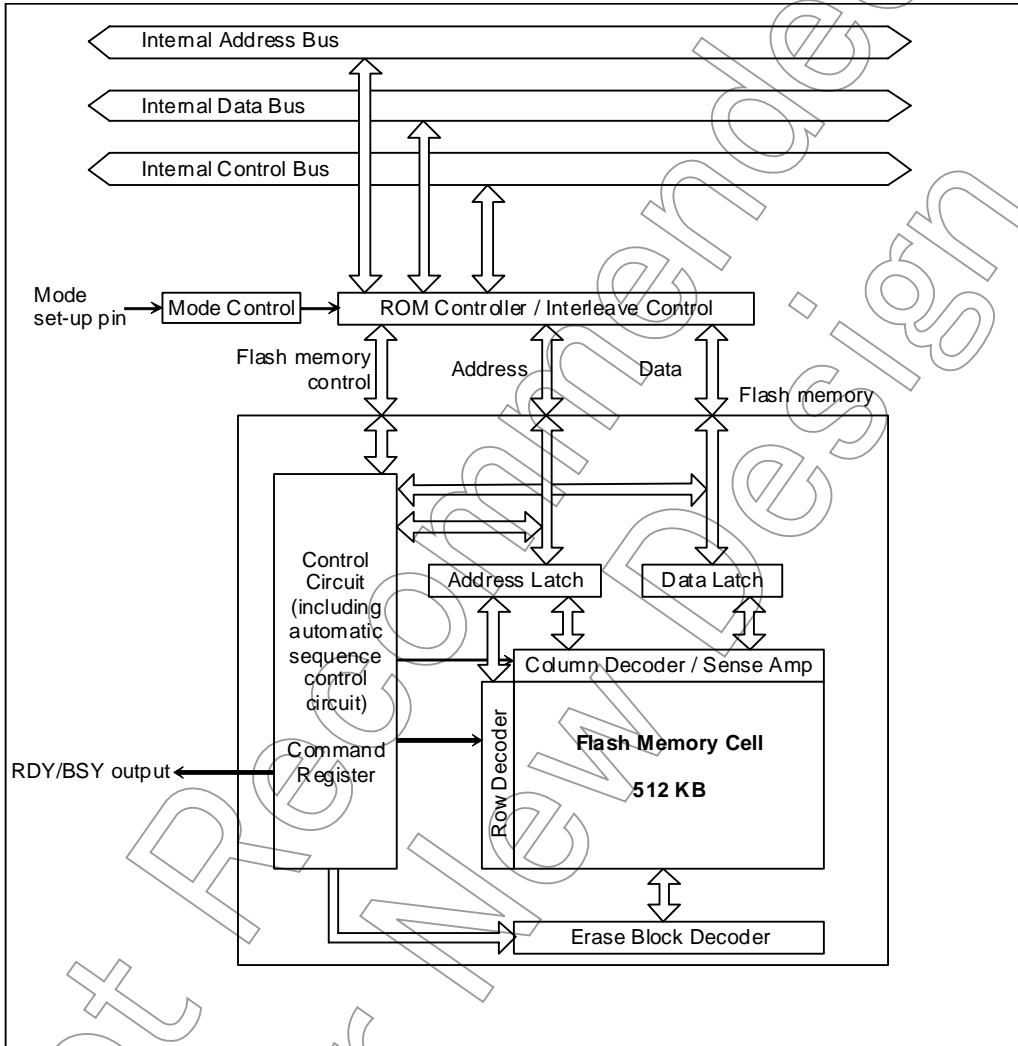 Internal Address Bus
Internal Data Bus
Internal Control Bus
Mode
set-up pin
Mode Control
ROM Controller / Interleave Control
Flash memory
control
Address
Data
Flash memory
Control
Circuit
(including
automatic
sequence
control
circuit)
Command
Register
Address Latch
Data Latch
Column Decoder / Sense Amp
Row Decoder
Flash Memory Cell
512 KB
RDY/BSY output
Erase Block Decoder
Recommende
New Design